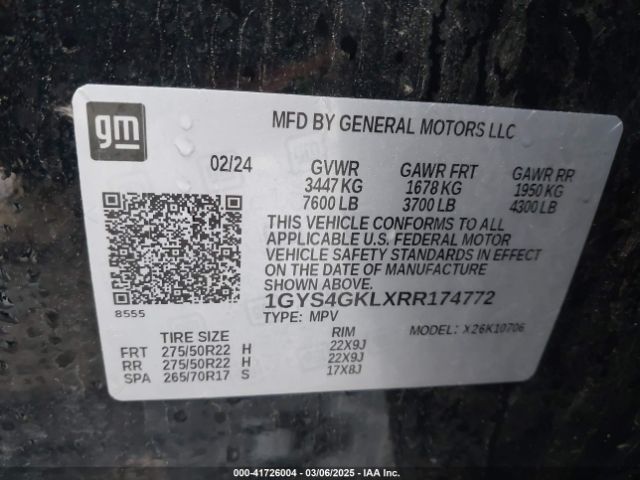 gm
MFD BY GENERAL MOTORS LLC
02/24 GVWR GAWR FRT GAWR RR
3447 KG 1678 KG 1950 KG
7600 LB 3700 LB 4300 LB
THIS VEHICLE CONFORMS TO ALL
APPLICABLE U.S. FEDERAL MOTOR
VEHICLE SAFETY STANDARDS IN EFFECT
ON THE DATE OF MANUFACTURE
SHOWN ABOVE.
8555
1GYS4GKLXRR174772
TYPE: MPV MODEL: X26K10706
TIRE SIZE RIM
FRT 275/50R22 H 22X9J
RR 275/50R22 H 22X9J
SPA 265/70R17 S 17X8J
000-41726004 — 03/06/2025 — IAA Inc.